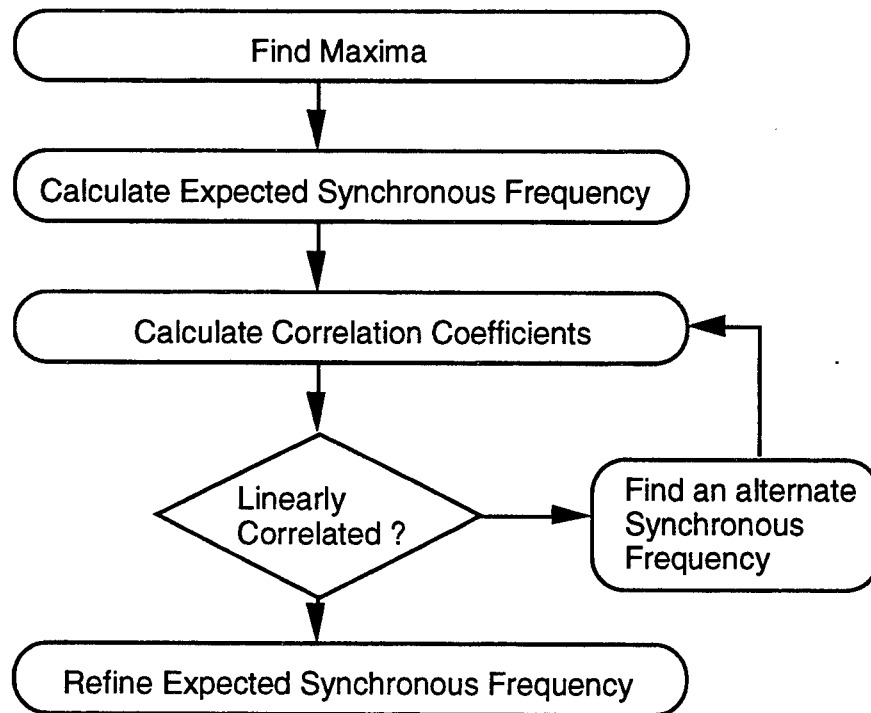 Find Maxima
Calculate Expected Synchronous Frequency
Calculate Correlation Coefficients
Linearly
Correlated ?
Find an alternate
Synchronous
Frequency
Refine Expected Synchronous Frequency